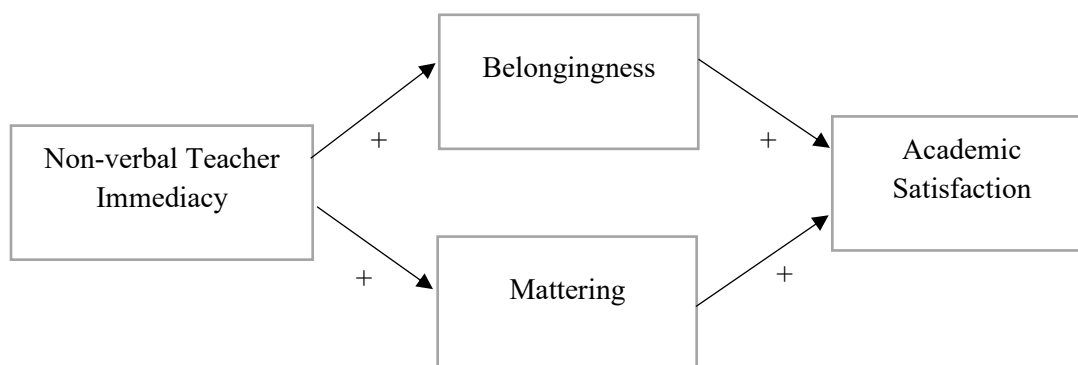 Belongingness
+
+
Non-verbal Teacher
Immediacy
Academic
Satisfaction
+
+
Mattering